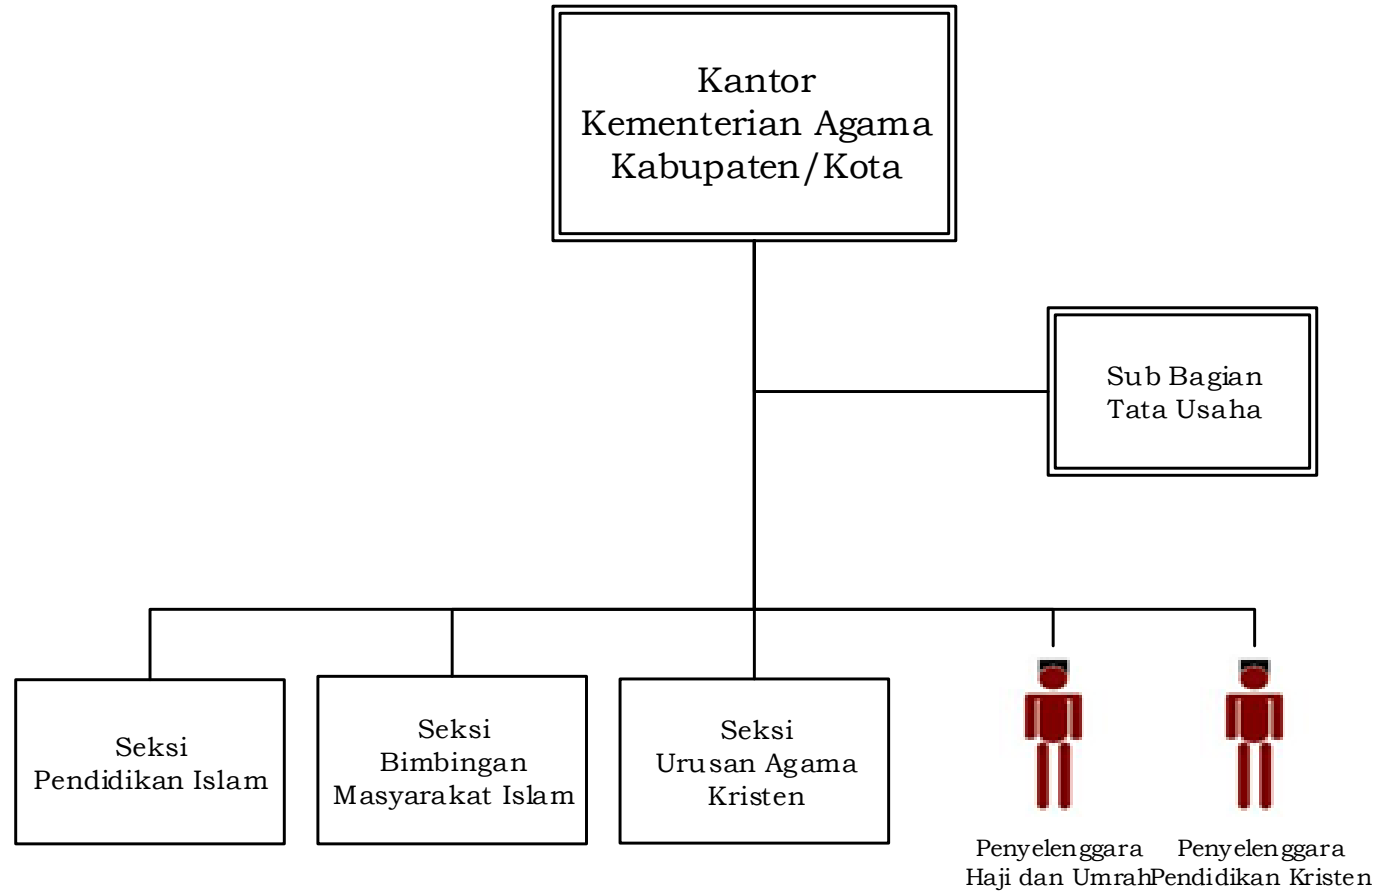 Kantor
Kementerian Agama
Kabupaten/Kota
Sub Bagian
Tata Usaha
Seksi
Pendidikan Islam
Seksi
Bimbingan
Masyarakat Islam
Seksi
Urusan Agama
Kristen
Penyelenggara
Haji dan Umrah
Penyelenggara
Pendidikan Kristen